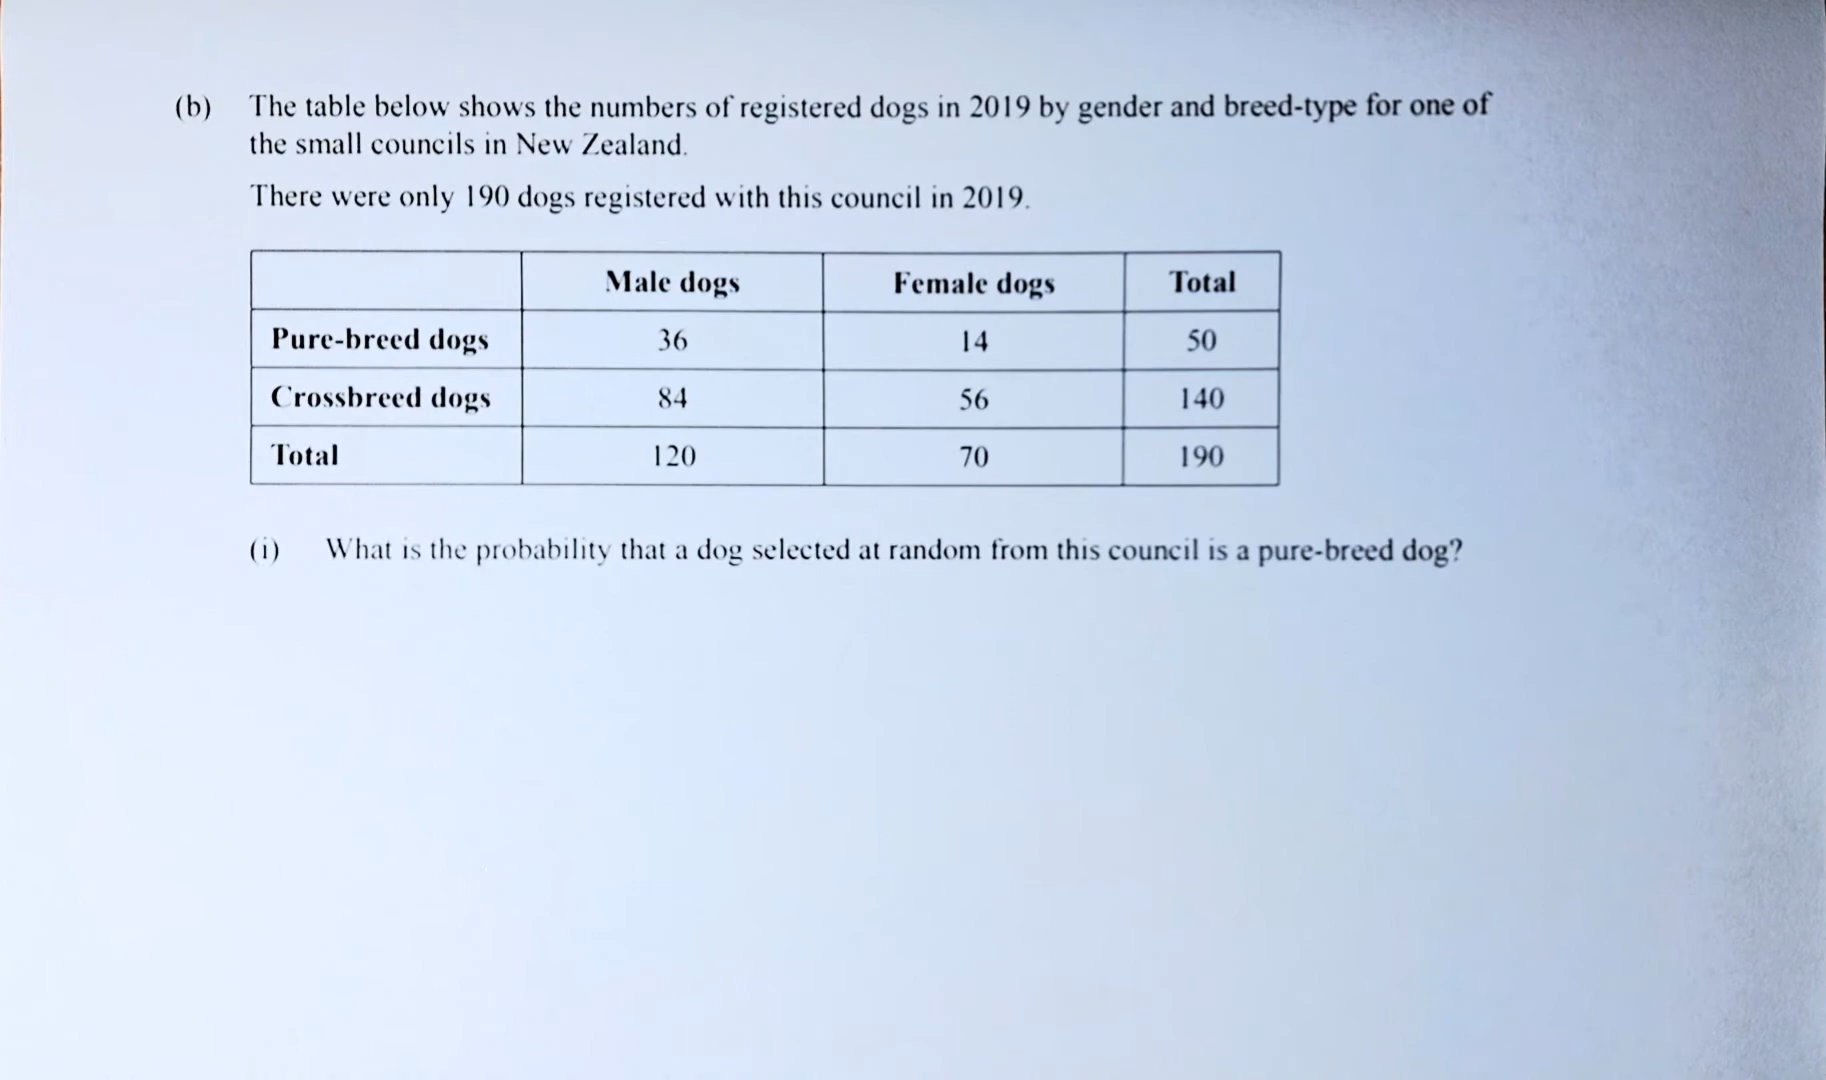 (b) The table below shows the numbers of registered dogs in 2019 by gender and breed-type for one of
the small councils in New Zealand.
There were only 190 dogs registered with this council in 2019.
Male dogs Female dogs Total
Pure-breed dogs 36 14 50
Crossbreed dogs 84 56 140
Total 120 70 190
(i) What is the probability that a dog selected at random from this council is a pure-breed dog?